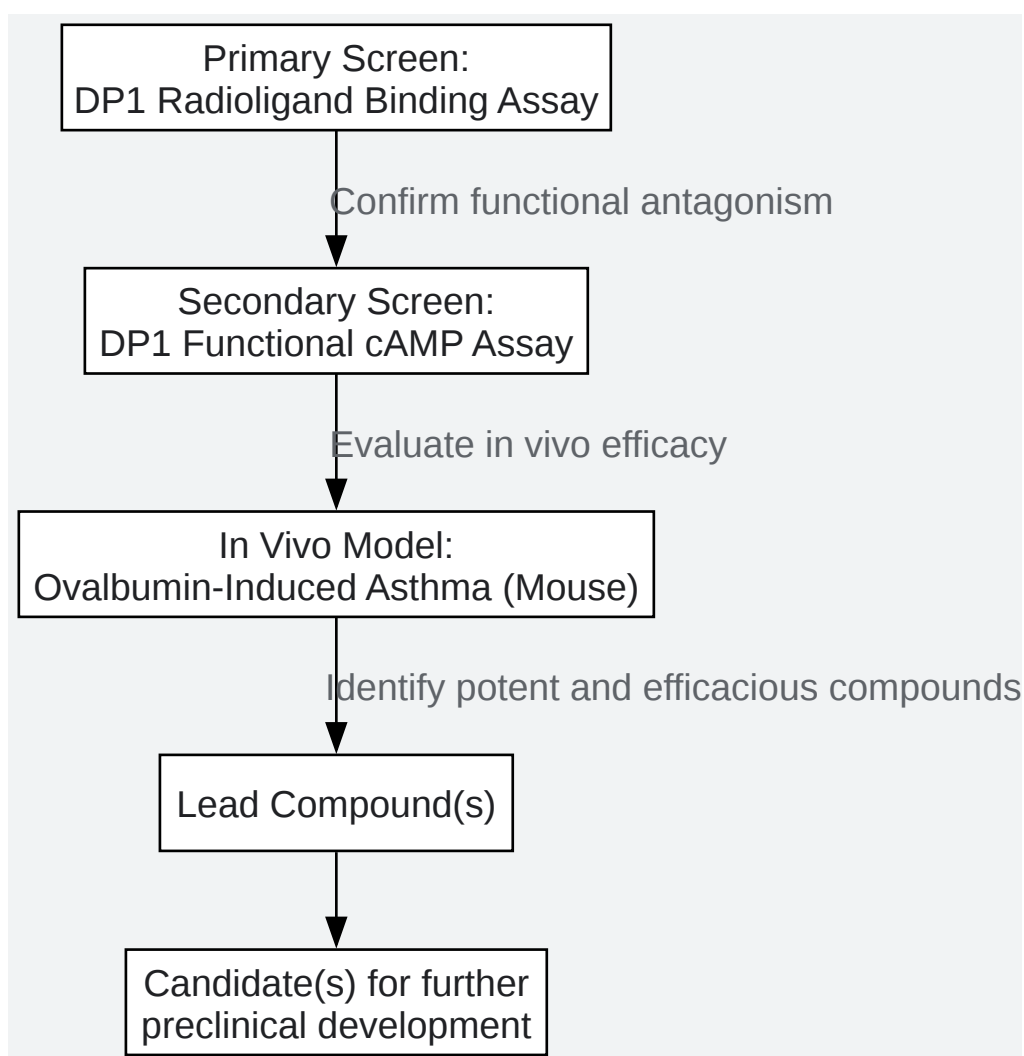 Primary Screen:
DP1 Radioligand Binding Assay
Confirm functional antagonism
Secondary Screen:
DP1 Functional cAMP Assay
Evaluate in vivo efficacy
In Vivo Model:
Ovalbumin-Induced Asthma (Mouse)
Identify potent and efficacious compounds
Lead Compound(s)
Candidate(s) for further
preclinical development